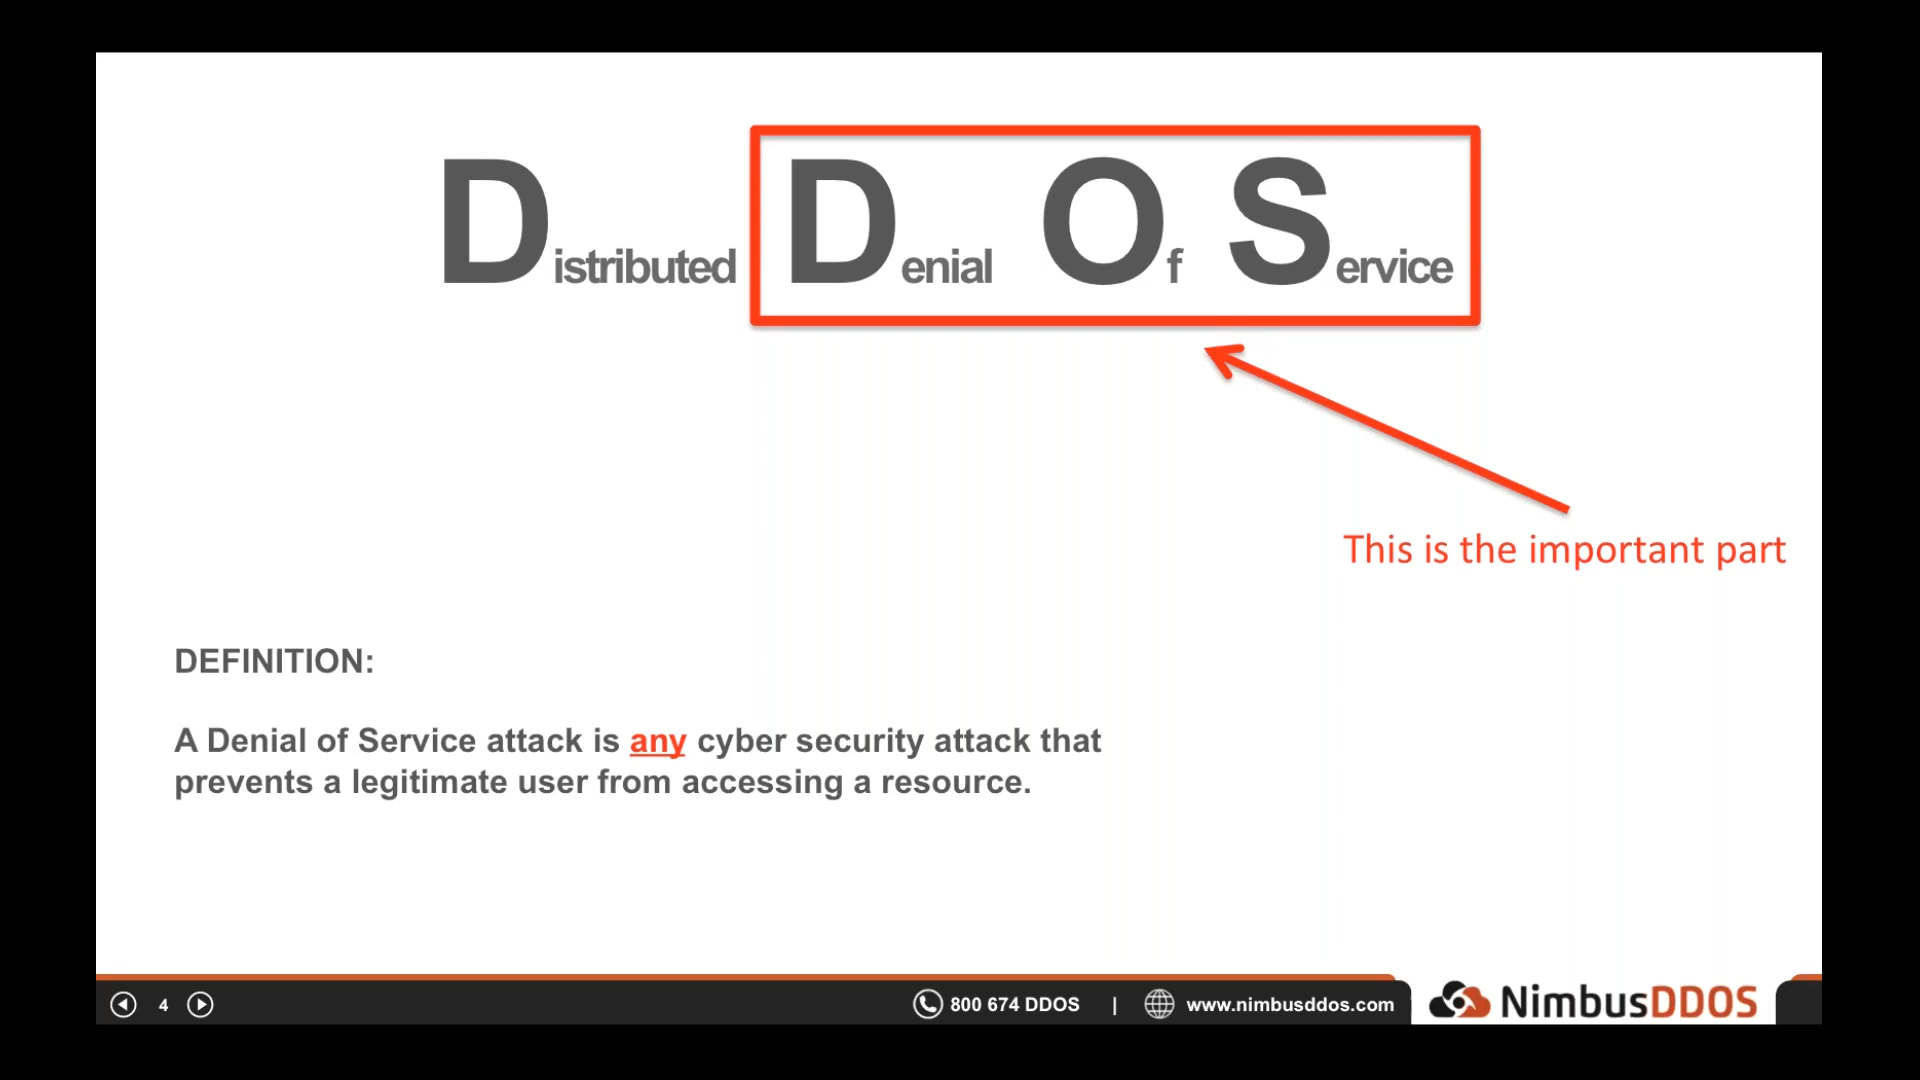 Distributed Denial Of Service
This is the important part
DEFINITION:
A Denial of Service attack is any cyber security attack that
prevents a legitimate user from accessing a resource.
4
800 674 DDOS | www.nimbusddos.com
NimbusDDOS